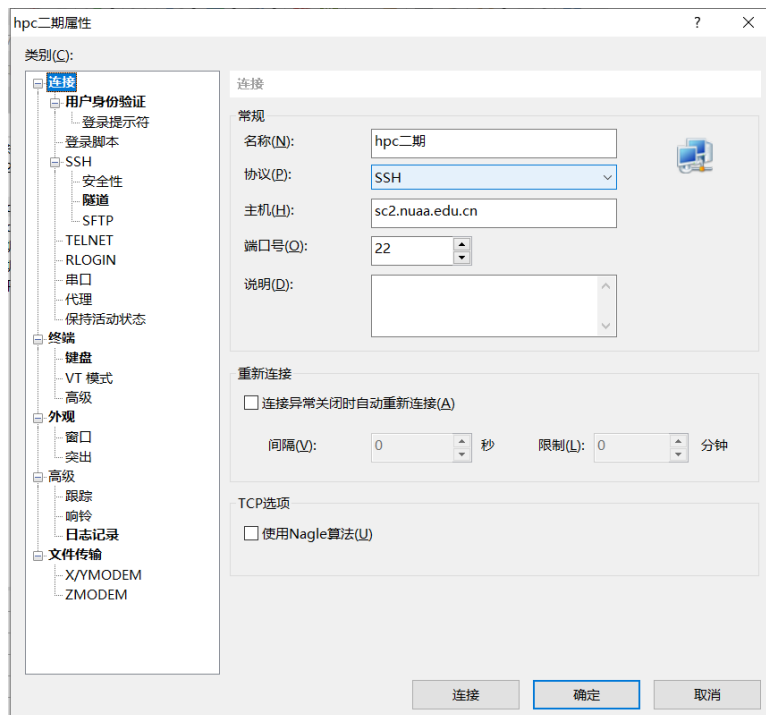 hpc二期属性
?
类别(C):
连接
用户身份验证
登录提示符
登录脚本
SSH
安全性
隧道
SFTP
TELNET
RLOGIN
串口
代理
保持活动状态
终端
键盘
VT 模式
高级
外观
窗口
突出
高级
跟踪
响铃
日志记录
文件传输
X/YMODEM
ZMODEM
连接
常规
名称(N): hpc二期
协议(P): SSH
主机(H): sc2.nuaa.edu.cn
端口号(O): 22
说明(D):
重新连接
连接异常关闭时自动重新连接(A)
间隔(V): 0 秒 限制(L): 0 分钟
TCP选项
使用Nagle算法(U)
连接 确定 取消